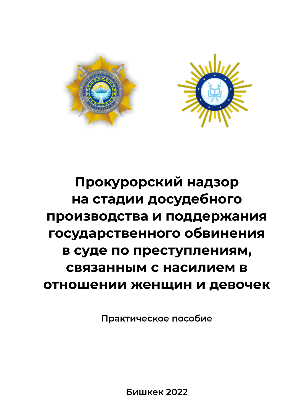 Прокурорский надзор
на стадии досудебного
производства и поддержания
государственного обвинения
в суде по преступлениям,
связанным с насилием в
отношении женщин и девочек
Практическое пособие
Бишкек 2022